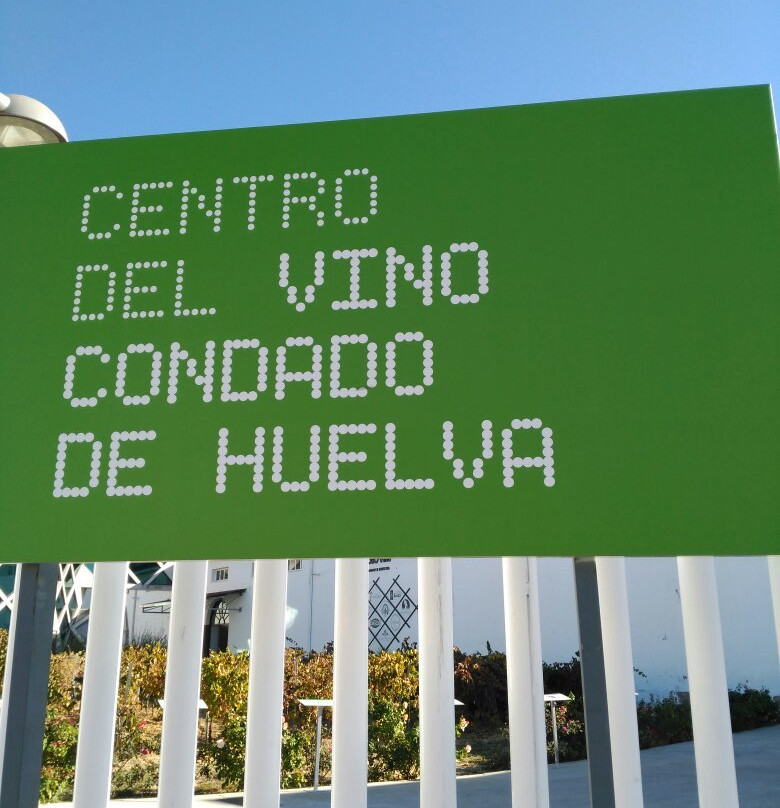 CENTRO
DEL VINO
CONDADO
DE HUELVA